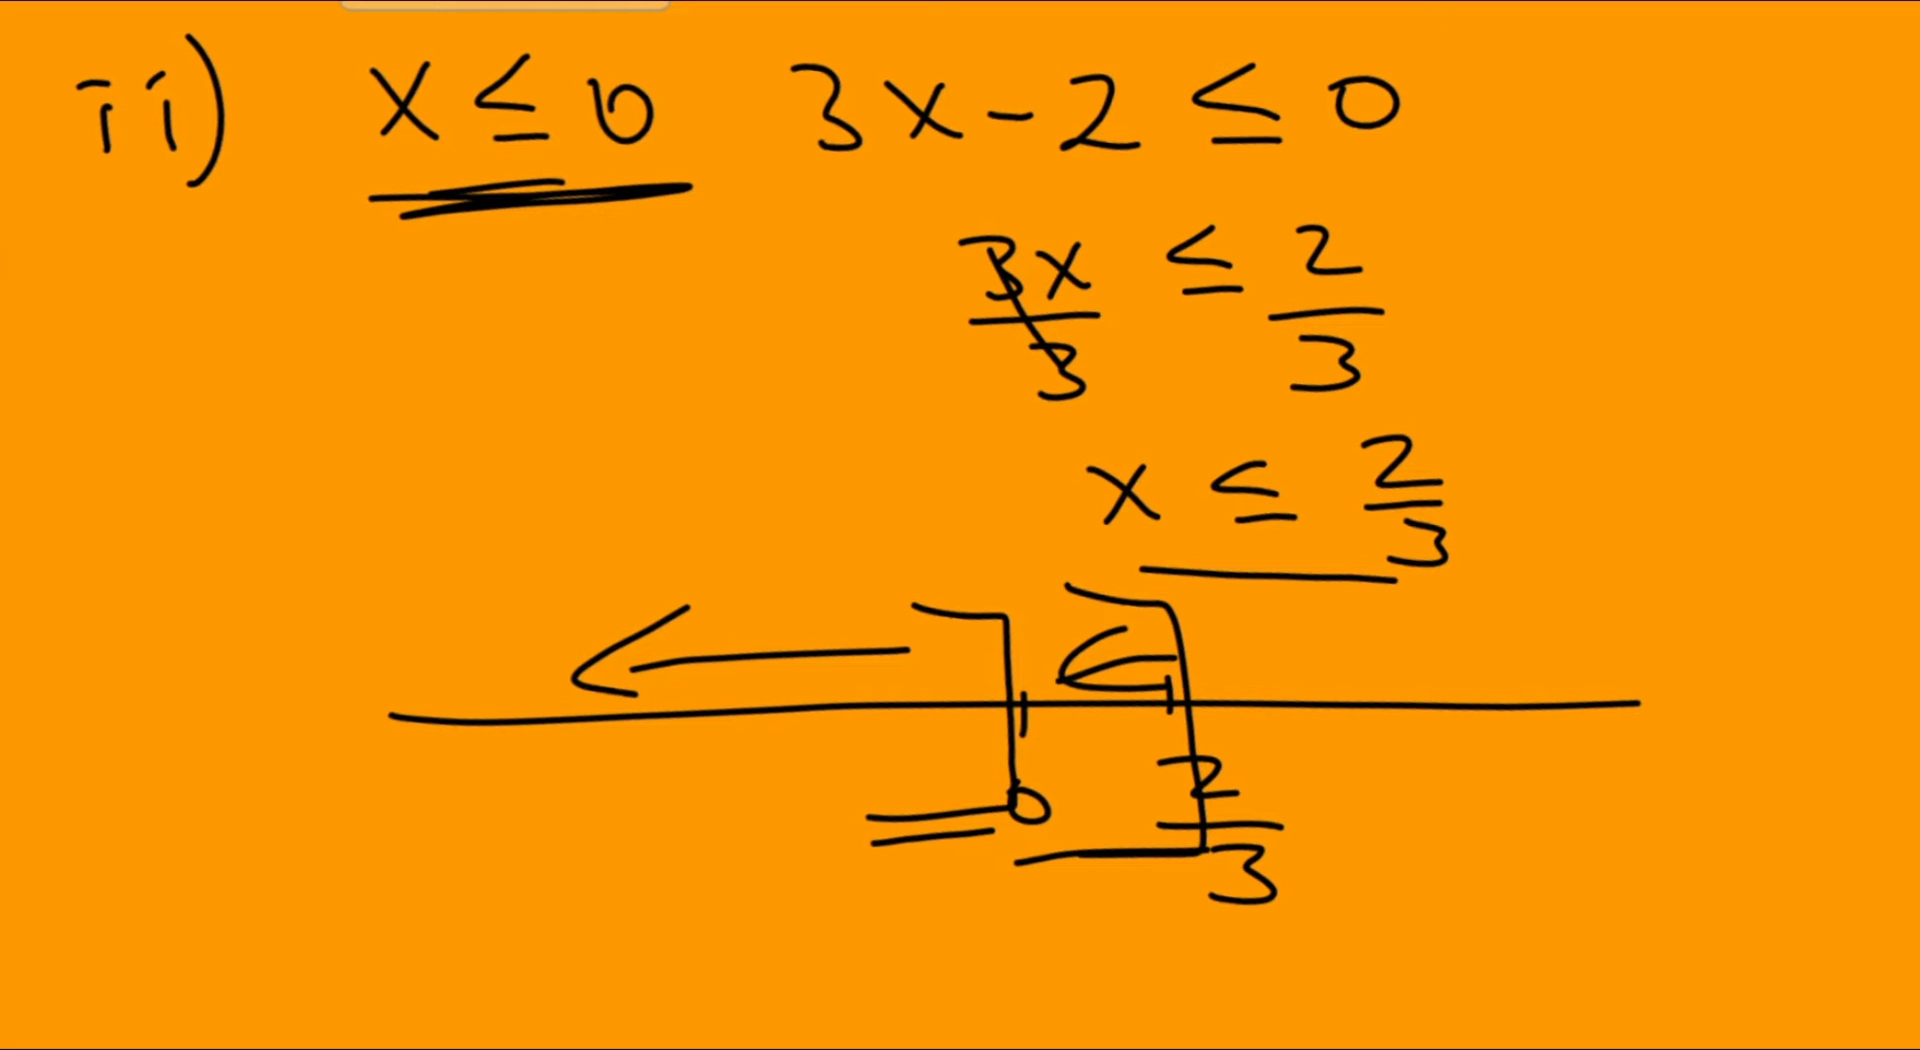 ii) x ≤ 0 3x - 2 ≤ 0
3x/3 ≤ 2/3
x ≤ 2/3
0 2/3